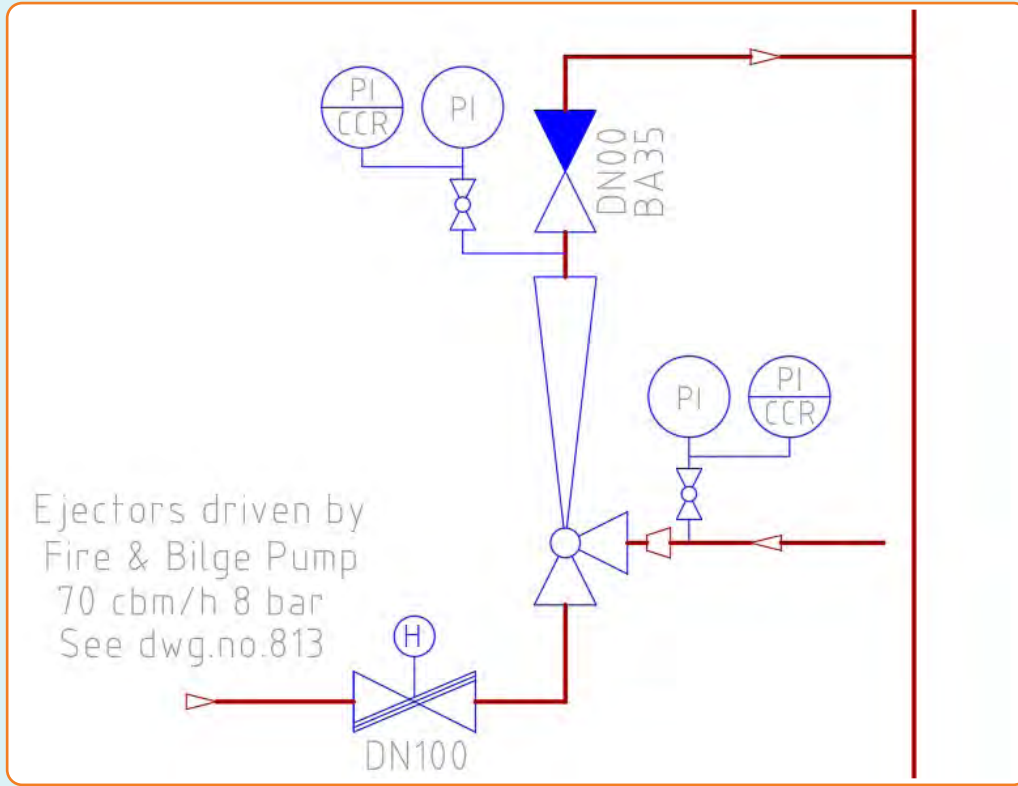 PI
CCR
PI
DN00
BA35
PI
PI
CCR
Ejectors driven by
Fire & Bilge Pump
70 cbm/h 8 bar
See dwg.no.813
H
DN100